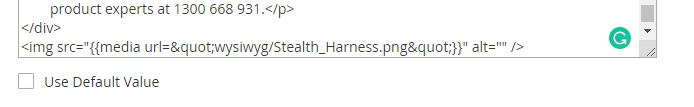 product experts at 1300 668 931.</p>
</div>
<img src="{{media url=&quot;wysiwyg/Stealth_Harness.png&quot;}}" alt="" />
Use Default Value